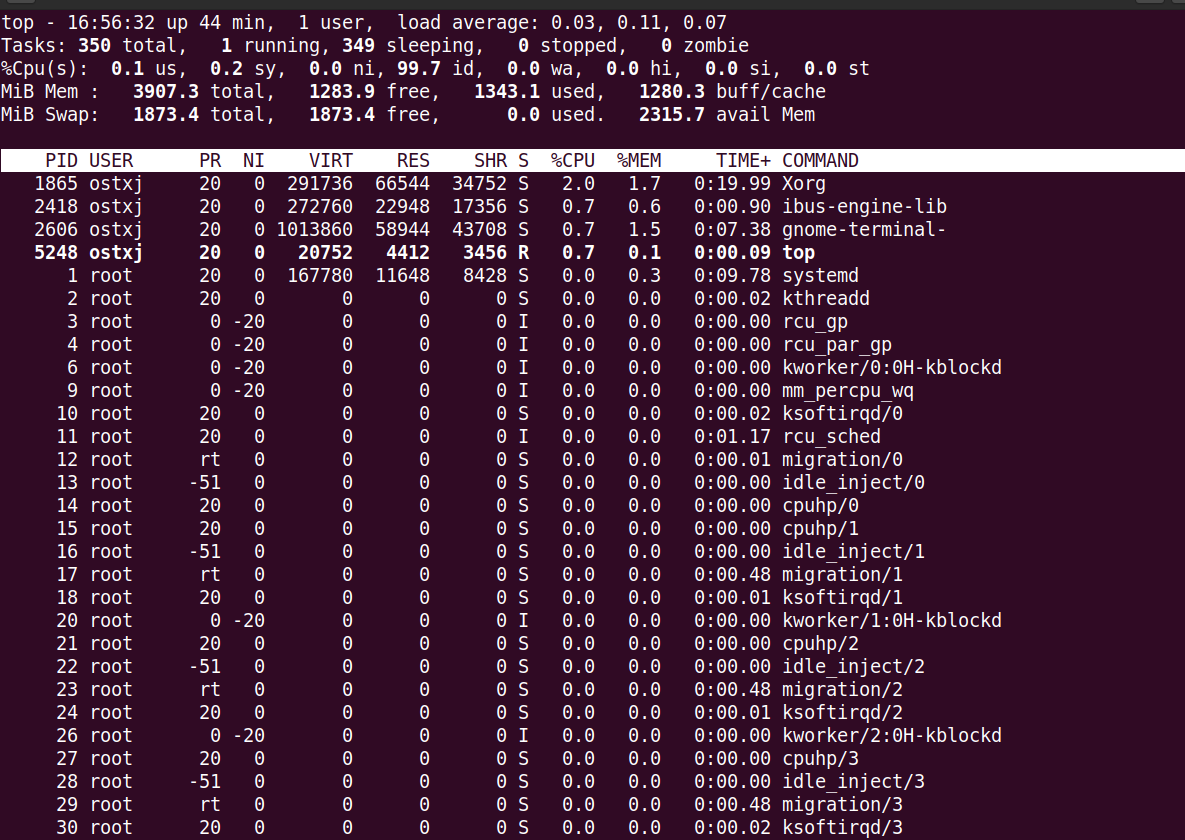 top - 16:56:32 up 44 min,  1 user,  load average: 0.03, 0.11, 0.07
Tasks: 350 total,   1 running, 349 sleeping,   0 stopped,   0 zombie
%Cpu(s):  0.1 us,  0.2 sy,  0.0 ni, 99.7 id,  0.0 wa,  0.0 hi,  0.0 si,  0.0 st
MiB Mem :   3907.3 total,   1283.9 free,   1343.1 used,   1280.3 buff/cache
MiB Swap:   1873.4 total,   1873.4 free,      0.0 used.   2315.7 avail Mem
    PID USER      PR  NI    VIRT    RES    SHR S  %CPU  %MEM     TIME+ COMMAND
   1865 ostxj     20   0  291736  66544  34752 S   2.0   1.7   0:19.99 Xorg
   2418 ostxj     20   0  272760  22948  17356 S   0.7   0.6   0:00.90 ibus-engine-lib
   2606 ostxj     20   0 1013860  58944  43708 S   0.7   1.5   0:07.38 gnome-terminal-
   5248 ostxj     20   0   20752   4412   3456 R   0.7   0.1   0:00.09 top
      1 root      20   0  167780  11648   8428 S   0.0   0.3   0:09.78 systemd
      2 root      20   0       0      0      0 S   0.0   0.0   0:00.02 kthreadd
      3 root       0 -20       0      0      0 I   0.0   0.0   0:00.00 rcu_gp
      4 root       0 -20       0      0      0 I   0.0   0.0   0:00.00 rcu_par_gp
      6 root       0 -20       0      0      0 I   0.0   0.0   0:00.00 kworker/0:0H-kblockd
      9 root       0 -20       0      0      0 I   0.0   0.0   0:00.00 mm_percpu_wq
     10 root      20   0       0      0      0 S   0.0   0.0   0:00.02 ksoftirqd/0
     11 root      20   0       0      0      0 I   0.0   0.0   0:01.17 rcu_sched
     12 root      rt   0       0      0      0 S   0.0   0.0   0:00.01 migration/0
     13 root     -51   0       0      0      0 S   0.0   0.0   0:00.00 idle_inject/0
     14 root      20   0       0      0      0 S   0.0   0.0   0:00.00 cpuhp/0
     15 root      20   0       0      0      0 S   0.0   0.0   0:00.00 cpuhp/1
     16 root     -51   0       0      0      0 S   0.0   0.0   0:00.00 idle_inject/1
     17 root      rt   0       0      0      0 S   0.0   0.0   0:00.48 migration/1
     18 root      20   0       0      0      0 S   0.0   0.0   0:00.01 ksoftirqd/1
     20 root       0 -20       0      0      0 I   0.0   0.0   0:00.00 kworker/1:0H-kblockd
     21 root      20   0       0      0      0 S   0.0   0.0   0:00.00 cpuhp/2
     22 root     -51   0       0      0      0 S   0.0   0.0   0:00.00 idle_inject/2
     23 root      rt   0       0      0      0 S   0.0   0.0   0:00.48 migration/2
     24 root      20   0       0      0      0 S   0.0   0.0   0:00.01 ksoftirqd/2
     26 root       0 -20       0      0      0 I   0.0   0.0   0:00.00 kworker/2:0H-kblockd
     27 root      20   0       0      0      0 S   0.0   0.0   0:00.00 cpuhp/3
     28 root     -51   0       0      0      0 S   0.0   0.0   0:00.00 idle_inject/3
     29 root      rt   0       0      0      0 S   0.0   0.0   0:00.48 migration/3
     30 root      20   0       0      0      0 S   0.0   0.0   0:00.02 ksoftirqd/3